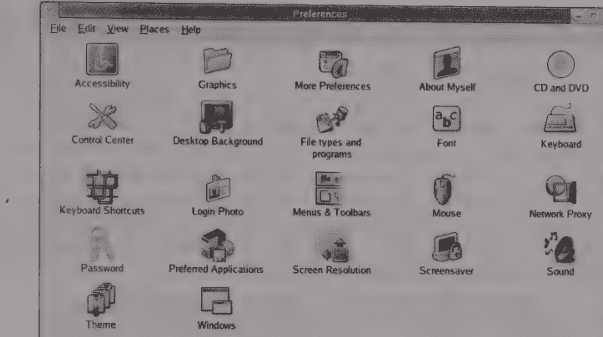 Preferences
File Edit View Places Help
Accessibility Graphics More Preferences About Myself CD and DVD
Control Center Desktop Background File types and programs Font Keyboard
abc
Keyboard Shortcuts Login Photo Menus & Toolbars Mouse Network Proxy
Password Preferred Applications Screen Resolution Screensaver Sound
Theme Windows